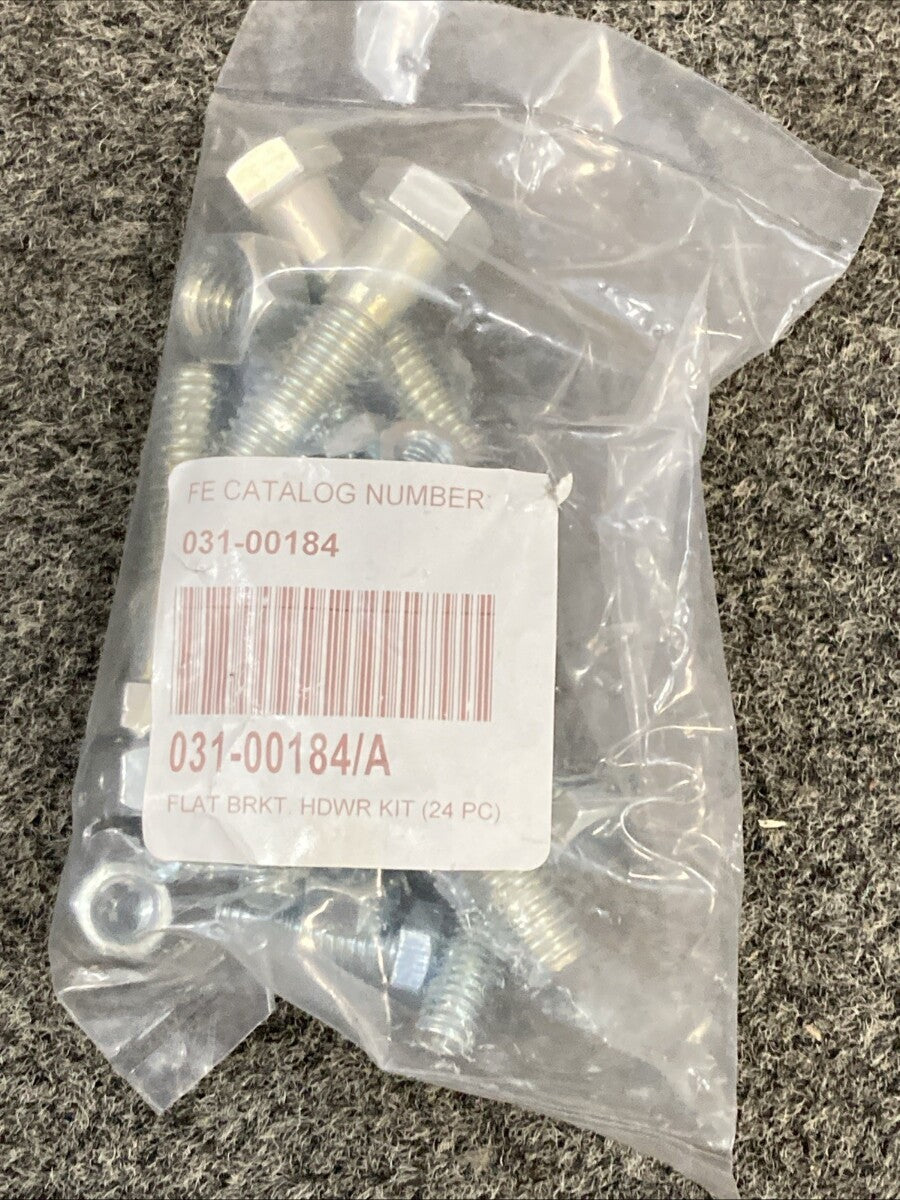 FE CATALOG NUMBER:
031-00184
031-00184/A
FLAT BRKT. HDWR KIT (24 PC)